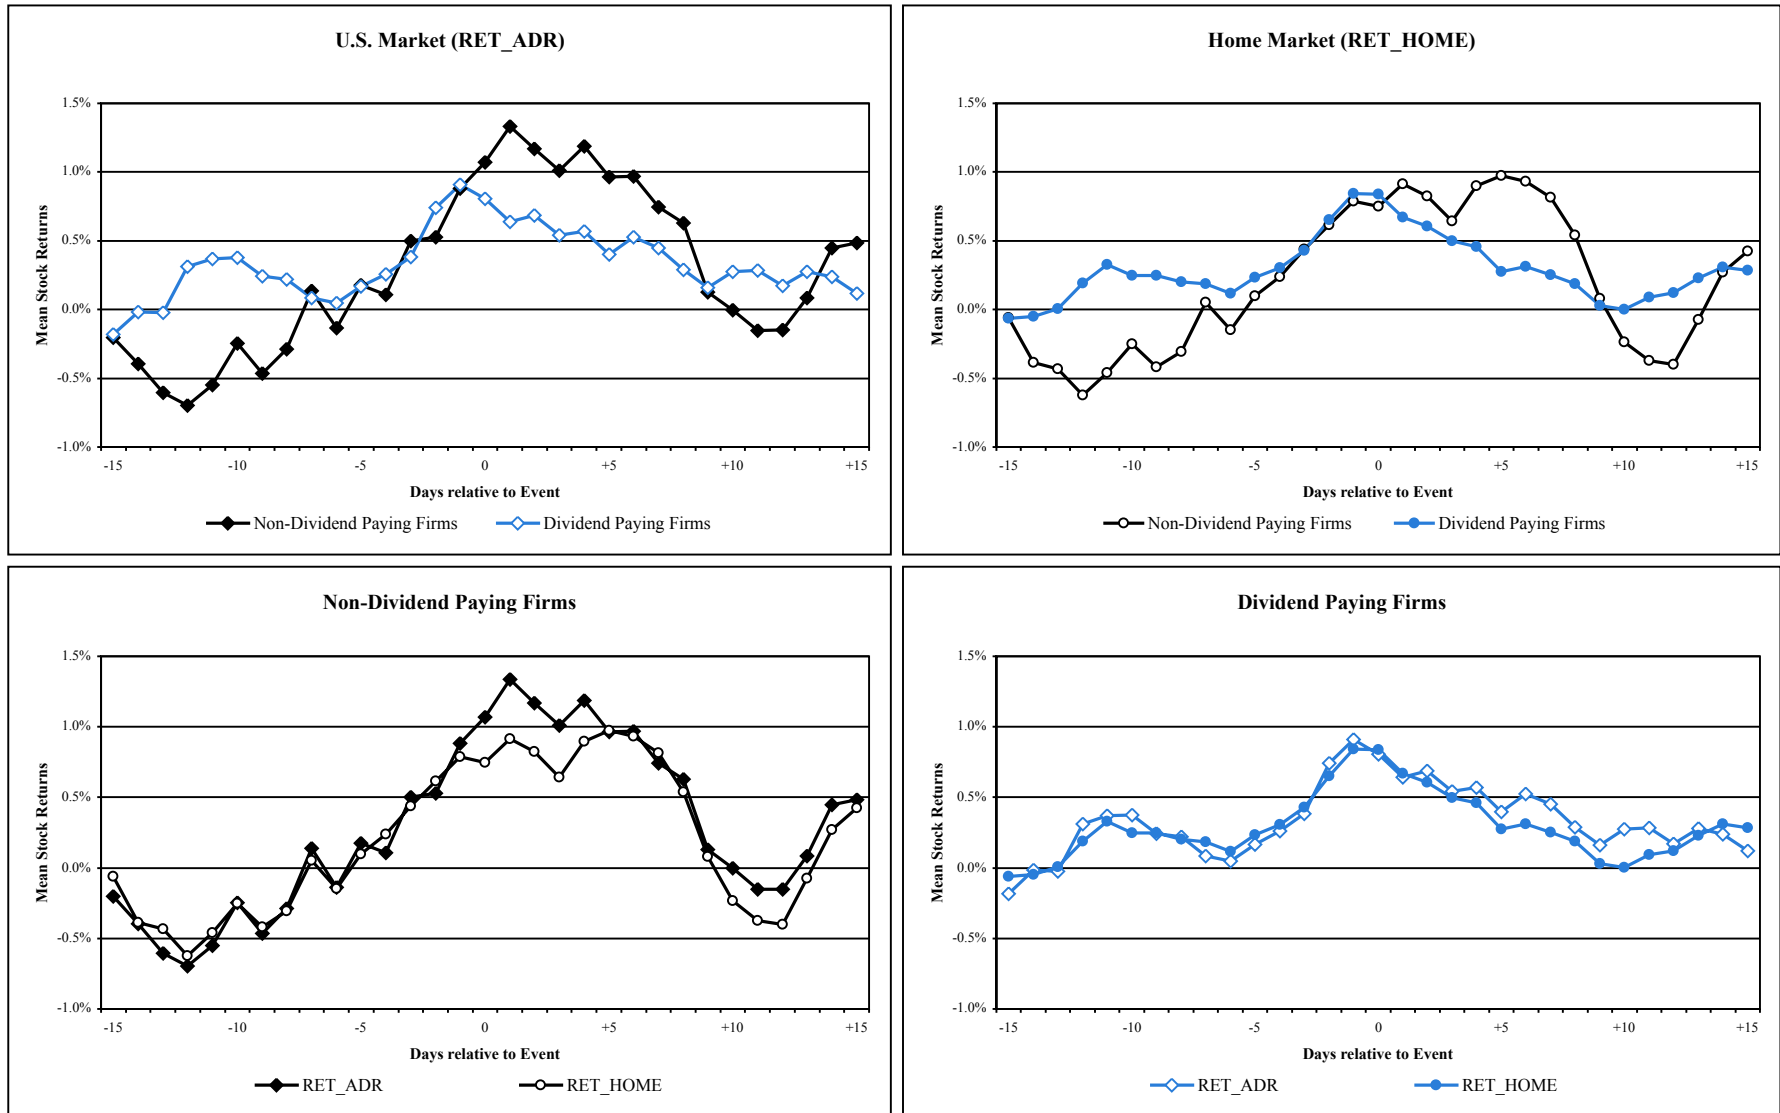 U.S. Market (RET_ADR)
1.5%
1.0%
0.5%
0.0%
-0.5%
-1.0%
Mean Stock Returns
-15 -10 -5 0 +5 +10 +15
Days relative to Event
Non-Dividend Paying Firms Dividend Paying Firms
Home Market (RET_HOME)
1.5%
1.0%
0.5%
0.0%
-0.5%
-1.0%
Mean Stock Returns
-15 -10 -5 0 +5 +10 +15
Days relative to Event
Non-Dividend Paying Firms Dividend Paying Firms
Non-Dividend Paying Firms
1.5%
1.0%
0.5%
0.0%
-0.5%
-1.0%
Mean Stock Returns
-15 -10 -5 0 +5 +10 +15
Days relative to Event
RET_ADR RET_HOME
Dividend Paying Firms
1.5%
1.0%
0.5%
0.0%
-0.5%
-1.0%
Mean Stock Returns
-15 -10 -5 0 +5 +10 +15
Days relative to Event
RET_ADR RET_HOME